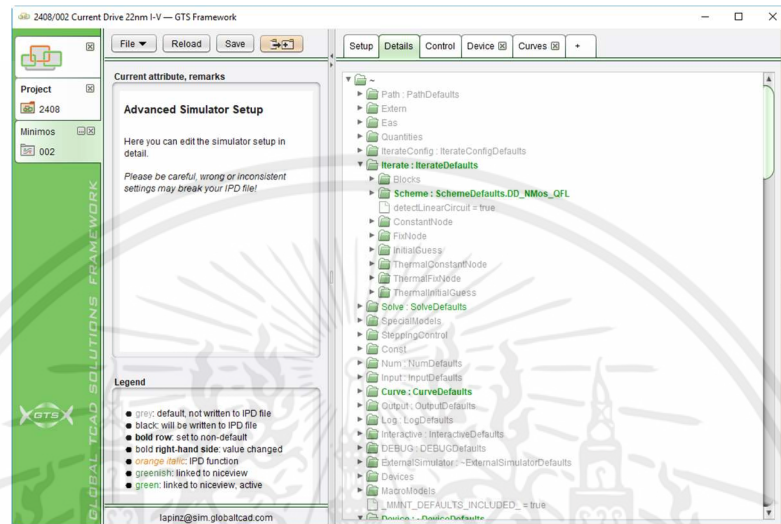 2408/002 Current Drive 22nm I-V — GTS Framework
File Reload Save
Setup Details Control Device Curves +
Project
2408
Minimos
002
GLOBAL TCAD SOLUTIONS FRAMEWORK
GTS
Current attribute, remarks
Advanced Simulator Setup
Here you can edit the simulator setup in
detail.
Please be careful, wrong or inconsistent
settings may break your IPD file!
Legend
grey: default, not written to IPD file
black: will be written to IPD file
bold row: set to non-default
bold right-hand side: value changed
orange italic: IPD function
greenish: linked to niceview
green: linked to niceview, active
lapinz@sim.globaltcad.com
~
Path : PathDefaults
Extern
Eas
Quantities
IterateConfig : IterateConfigDefaults
Iterate : IterateDefaults
Blocks
Scheme : SchemeDefaults.DD_NMos_QFL
detectLinearCircuit = true
ConstantNode
FixNode
InitialGuess
ThermalConstantNode
ThermalFixNode
ThermalInitialGuess
Solve : SolveDefaults
SpecialModels
SteppingControl
Const
Num : NumDefaults
Input : InputDefaults
Curve : CurveDefaults
Output : OutputDefaults
Log : LogDefaults
Interactive : InteractiveDefaults
DEBUG : DEBUGDefaults
ExternalSimulator : ~ExternalSimulatorDefaults
Devices
MacroModels
_MMNT_DEFAULTS_INCLUDED_ = true
Device : ~DeviceDefaults